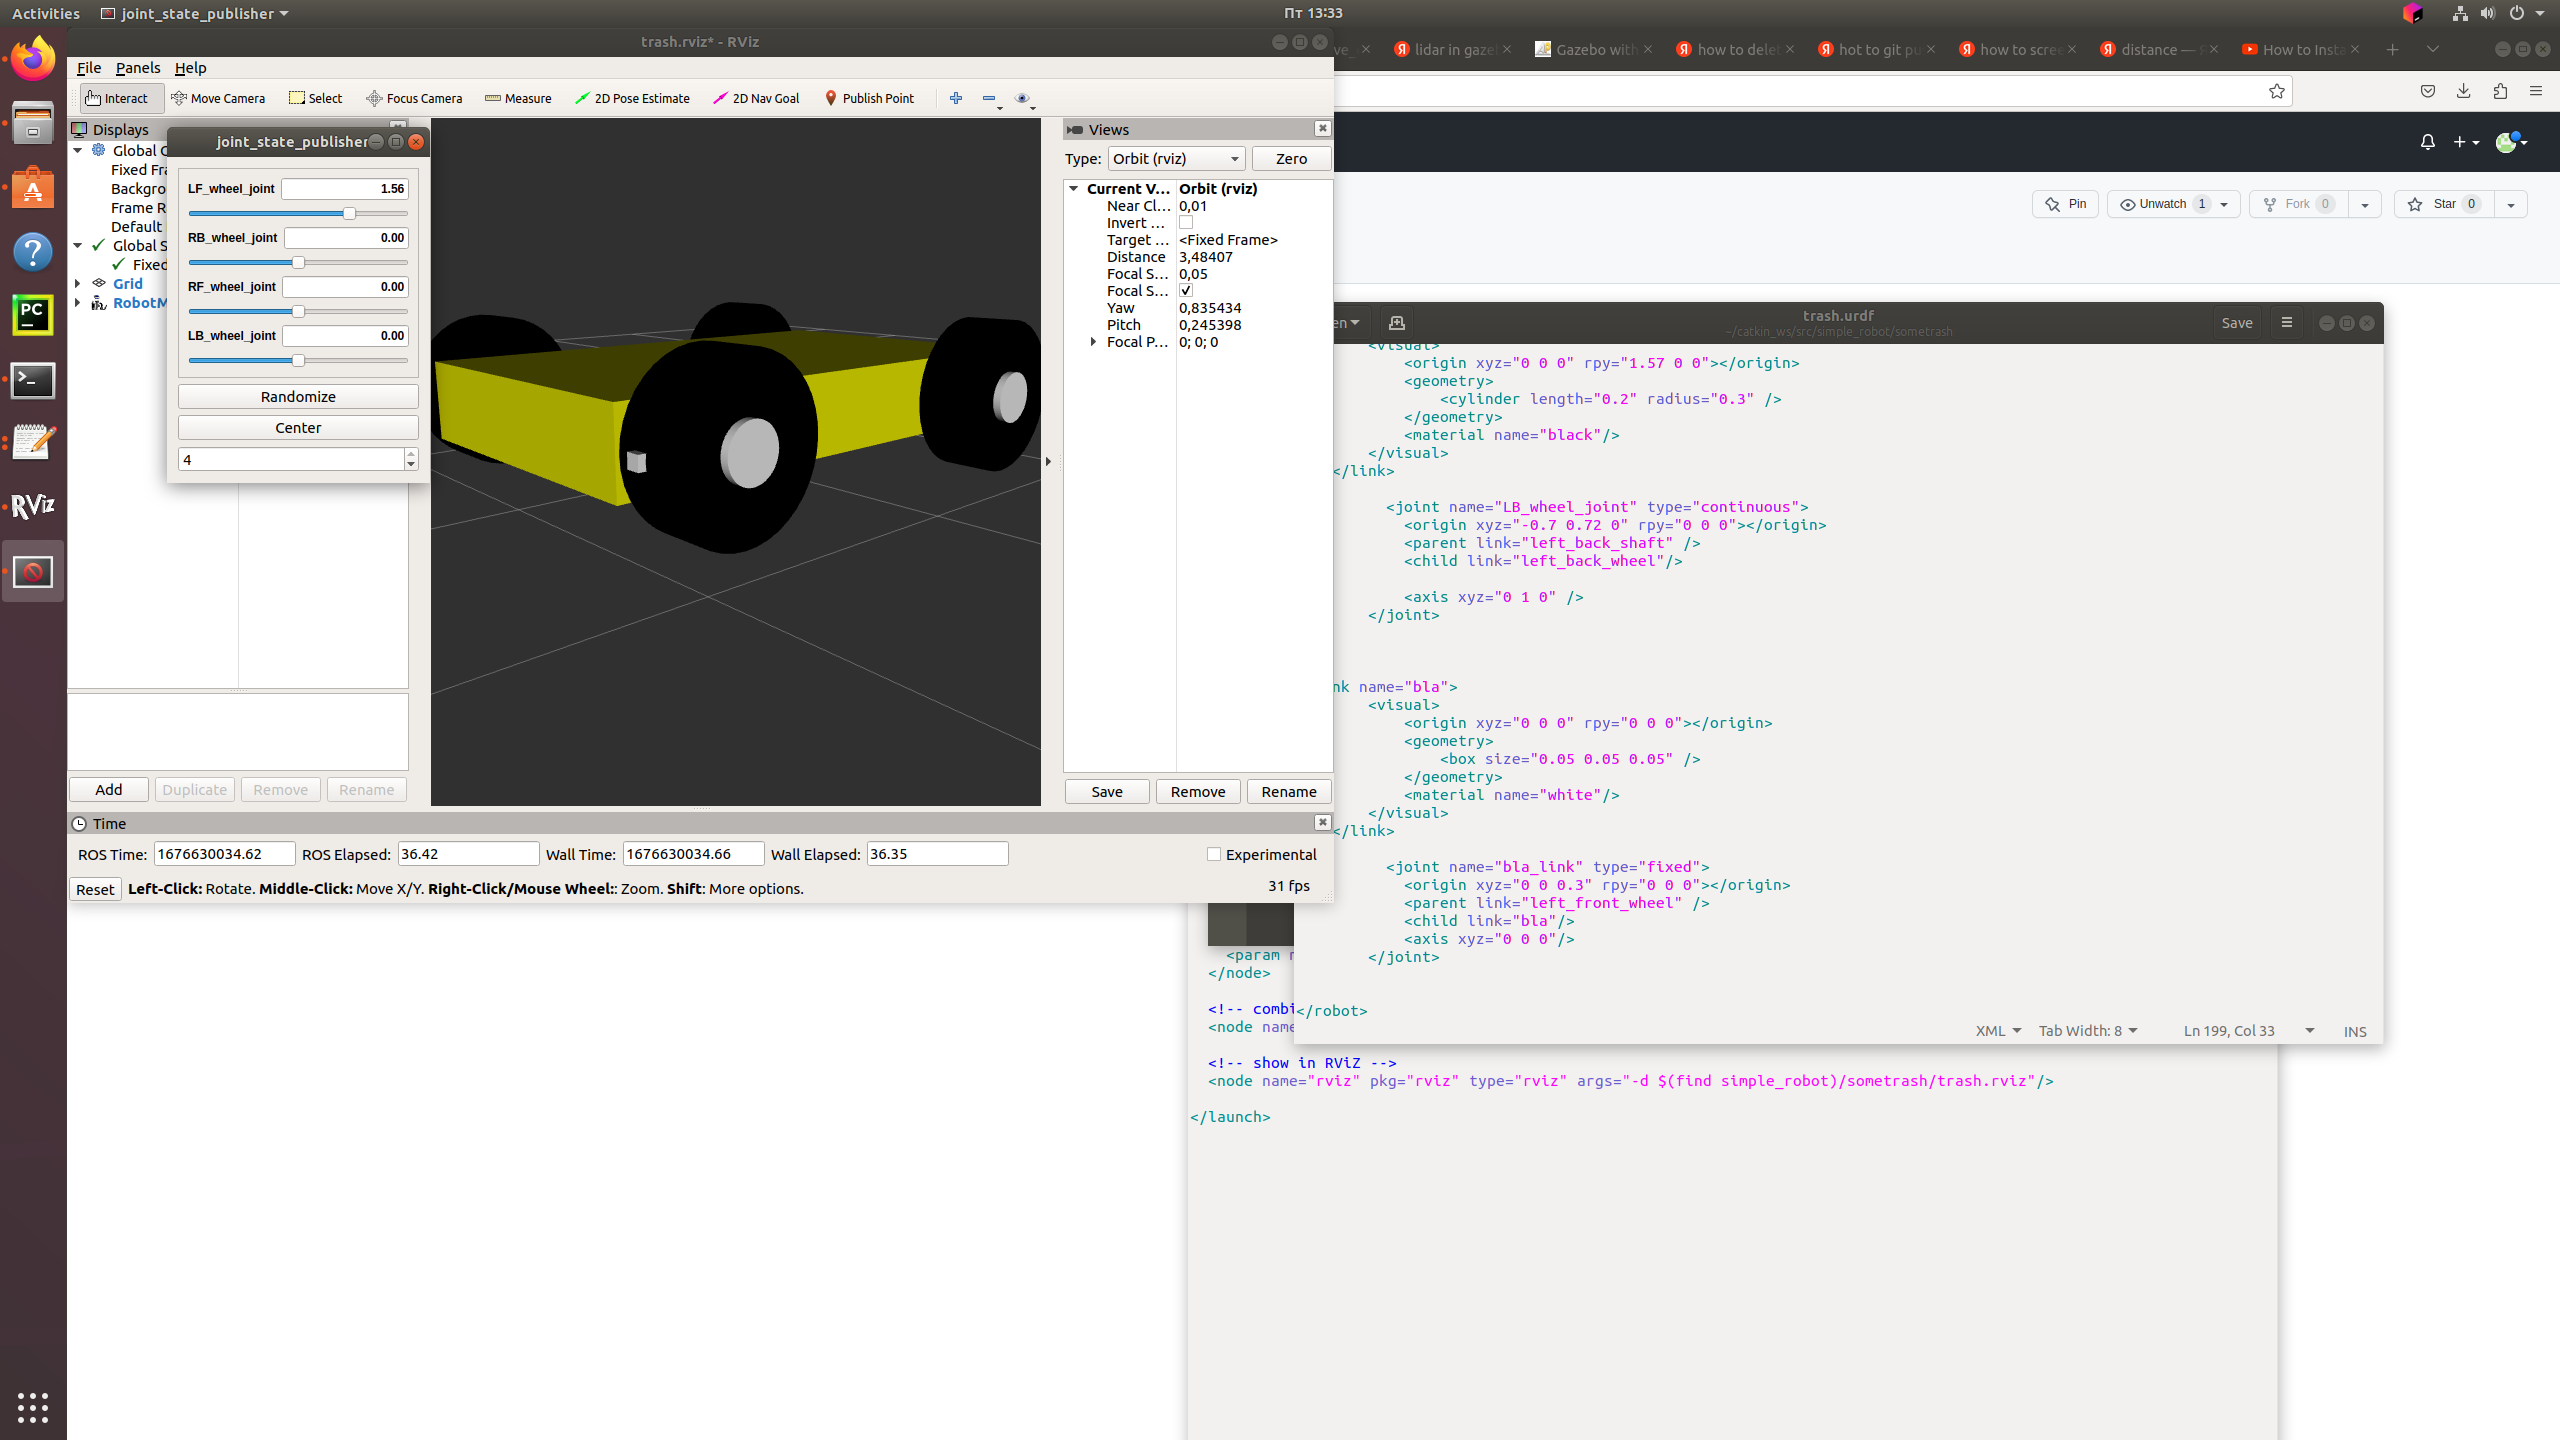 Activities
joint_state_publisher
Пт 13:33
trash.rviz* - RViz
File Panels Help
Interact Move Camera Select Focus Camera Measure 2D Pose Estimate 2D Nav Goal Publish Point
Displays
Global
Fixed
Default
Global
Fixed
Grid
joint_state_publisher
LF_wheel_joint 1.56
RB_wheel_joint 0.00
RF_wheel_joint 0.00
LB_wheel_joint 0.00
Randomize
Center
4
Add Duplicate Remove Rename
Views
Type: Orbit (rviz) Zero
Current V... Orbit (rviz)
Near Cl... 0,01
Invert ...
Target ... <Fixed Frame>
Distance 3,48407
Focal S... 0,05
Focal S...
Yaw 0,835434
Pitch 0,245398
Focal P... 0; 0; 0
Save Remove Rename
Time
ROS Time: 1676630034.62 ROS Elapsed: 36.42 Wall Time: 1676630034.66 Wall Elapsed: 36.35 Experimental
Reset Left-Click: Rotate. Middle-Click: Move X/Y. Right-Click/Mouse Wheel:: Zoom. Shift: More options. 31 fps
PC
RViz
lidar in gaze
Gazebo with
how to dele
hot to git pu
how to scre
distance —
How to Insta
Pin Unwatch 1 Fork 0 Star 0
trash.urdf
~/catkin_ws/src/simple_robot/sometrash
Save
<visual>
<origin xyz="0 0 0" rpy="1.57 0 0"></origin>
<geometry>
<cylinder length="0.2" radius="0.3" />
</geometry>
<material name="black"/>
</visual>
</link>
<joint name="LB_wheel_joint" type="continuous">
<origin xyz="-0.7 0.72 0" rpy="0 0 0"></origin>
<parent link="left_back_shaft" />
<child link="left_back_wheel"/>
<axis xyz="0 1 0" />
</joint>
nk name="bla">
<visual>
<origin xyz="0 0 0" rpy="0 0 0"></origin>
<geometry>
<box size="0.05 0.05 0.05" />
</geometry>
<material name="white"/>
</visual>
</link>
<joint name="bla_link" type="fixed">
<origin xyz="0 0 0.3" rpy="0 0 0"></origin>
<parent link="left_front_wheel" />
<child link="bla"/>
<axis xyz="0 0 0"/>
</joint>
</robot>
XML Tab Width: 8 Ln 199, Col 33 INS
<param
</node>
<!-- combi
<node name
<!-- show in RViZ -->
<node name="rviz" pkg="rviz" type="rviz" args="-d $(find simple_robot)/sometrash/trash.rviz"/>
</launch>